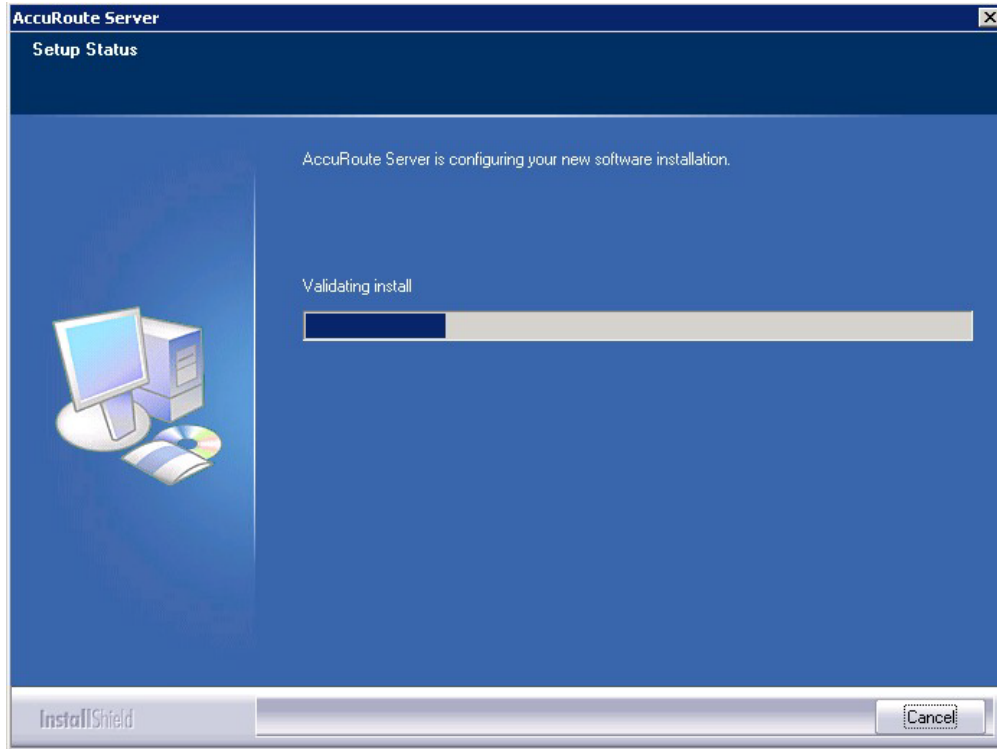 AccuRoute Server
Setup Status
AccuRoute Server is configuring your new software installation.
Validating install
InstallShield
Cancel